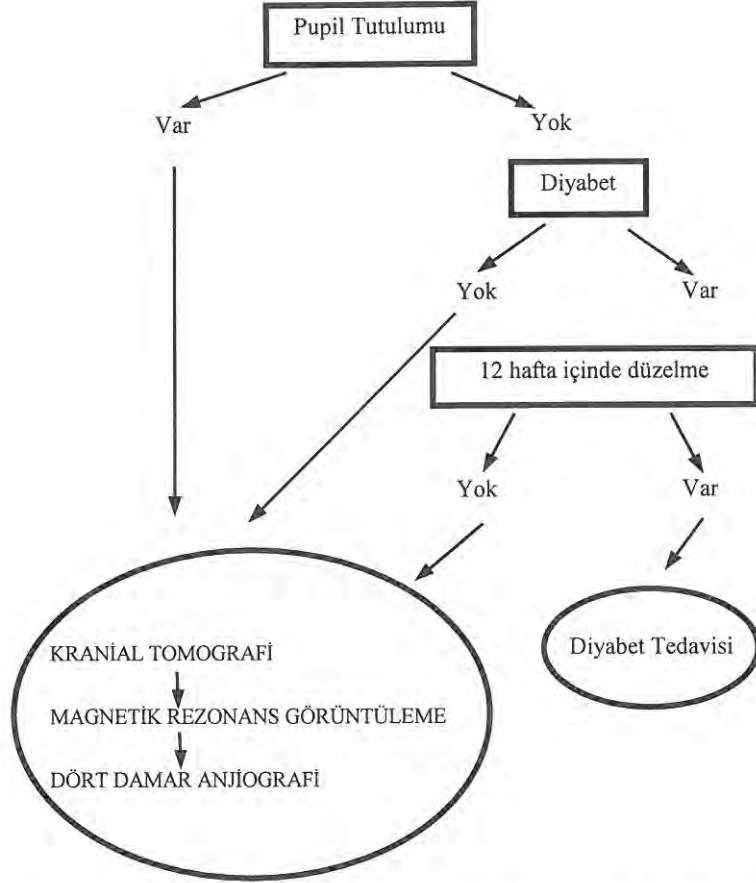 Pupil Tutulumu
Var
Yok
Diyabet
Yok
Var
12 hafta içinde düzelme
Yok
Var
KRANİAL TOMOGRAFİ
MAGNETİK REZONANS GÖRÜNTÜLEME
DÖRT DAMAR ANJİOGRAFİ
Diyabet Tedavisi